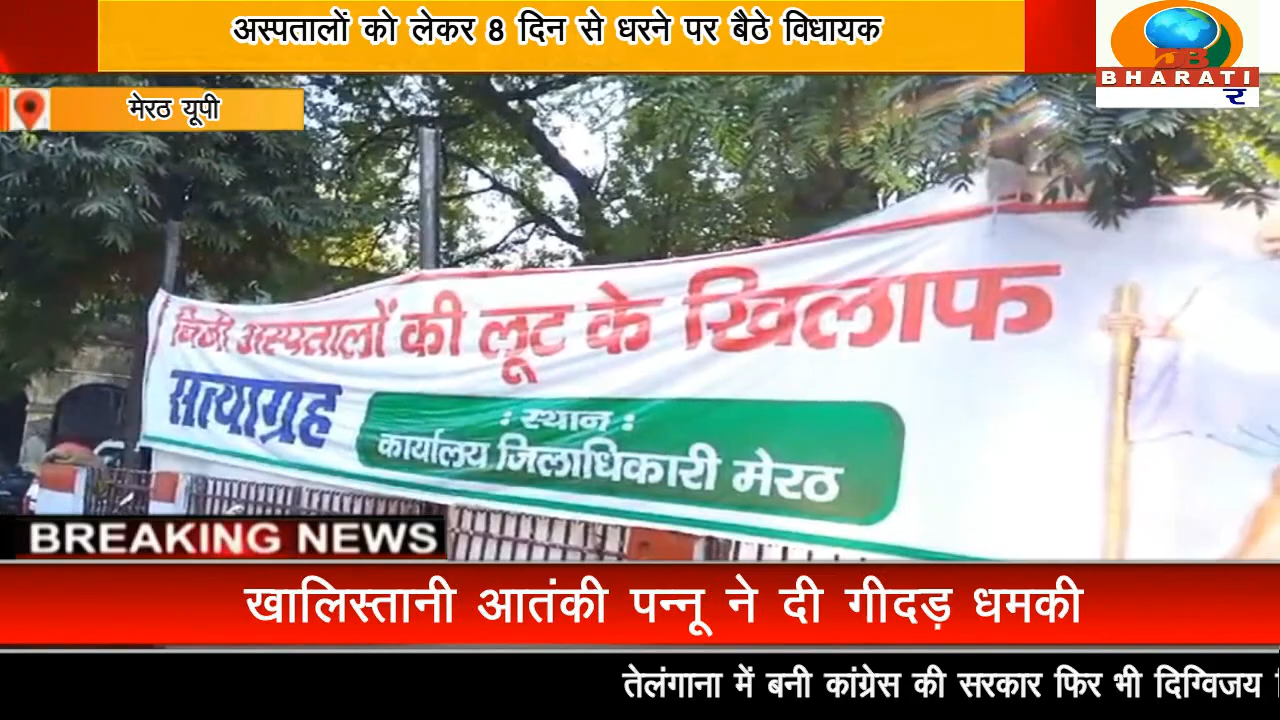 अस्पतालों को लेकर 8 दिन से धरने पर बैठे विधायक
BHARATI
र
मेरठ यूपी
निजी अस्पतालों की लूट के खिलाफ
सत्याग्रह
: स्थान :
कार्यालय जिलाधिकारी मेरठ
BREAKING NEWS
खालिस्तानी आतंकी पन्नू ने दी गीदड़ धमकी
तेलंगाना में बनी कांग्रेस की सरकार फिर भी दिग्विजय